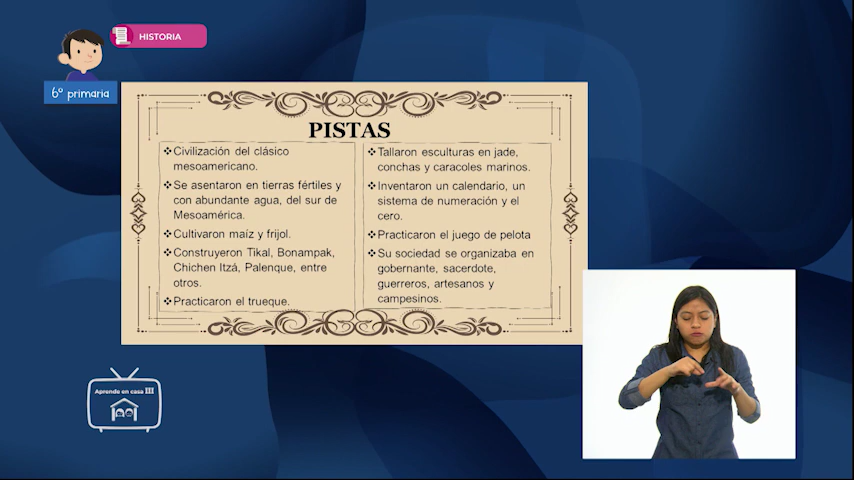 HISTORIA
6º primaria
PISTAS
❖Civilización del clásico
mesoamericano.
❖Se asentaron en tierras fértiles y
con abundante agua, del sur de
Mesoamérica.
❖Cultivaron maíz y frijol.
❖Construyeron Tikal, Bonampak,
Chichen Itzá, Palenque, entre
otros.
❖Practicaron el trueque.
❖Tallaron esculturas en jade,
conchas y caracoles marinos.
❖Inventaron un calendario, un
sistema de numeración y el
cero.
❖Practicaron el juego de pelota
❖Su sociedad se organizaba en
gobernante, sacerdote,
guerreros, artesanos y
campesinos.
Aprende en casa III